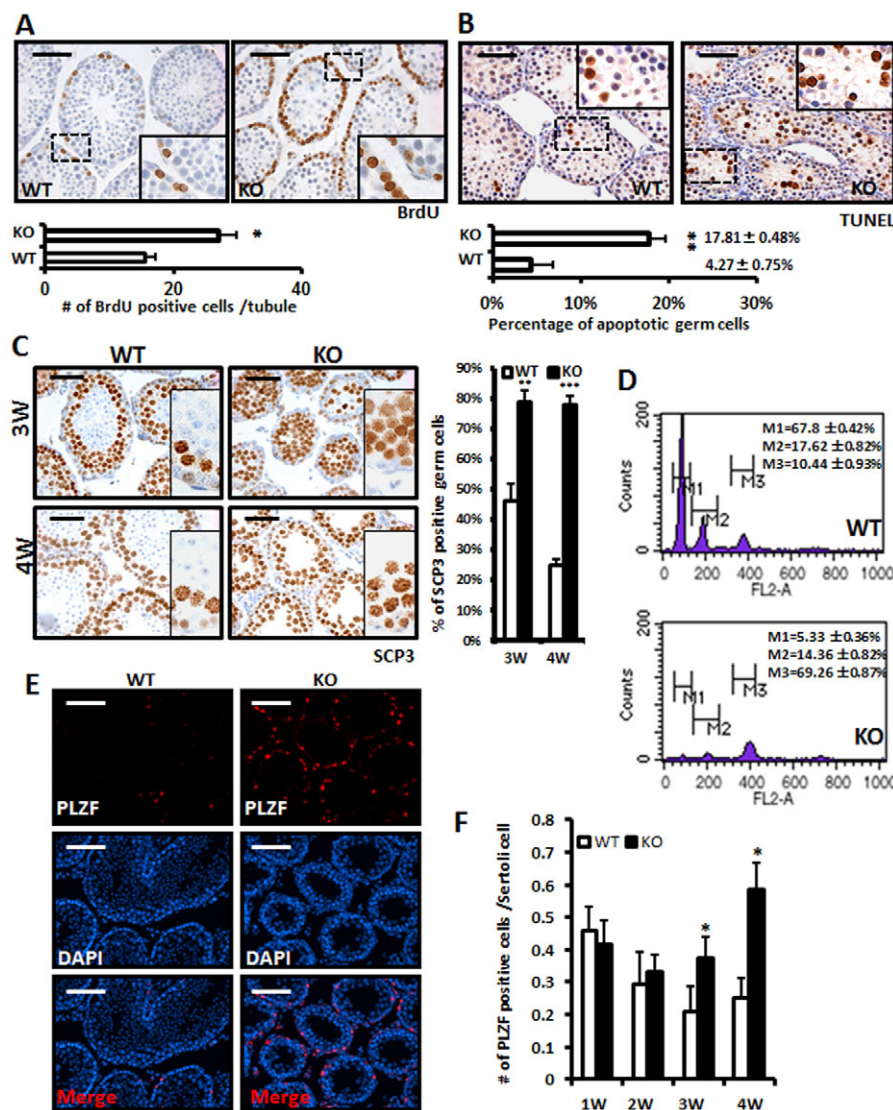 A
B
WT
KO
BrdU
WT
KO
TUNEL
KO
*
WT
0
20
40
# of BrdU positive cells /tubule
KO
**
17.81 ± 0.48%
WT
4.27 ± 0.75%
0%
10%
20%
30%
Percentage of apoptotic germ cells
C
WT
KO
3W
4W
SCP3
90%
80%
70%
60%
50%
40%
30%
20%
10%
0%
WT
KO
**
***
% of SCP3 positive germ cells
3W
4W
D
200
0
Counts
M1=67.8 ±0.42%
M2=17.62 ±0.82%
M3=10.44 ±0.93%
M1
M2
M3
WT
0 200 400 600 800 1000
FL2-A
200
0
Counts
M1=5.33 ±0.36%
M2=14.36 ±0.82%
M3=69.26 ±0.87%
M1
M2
M3
KO
0 200 400 600 800 1000
FL2-A
E
WT
KO
PLZF
PLZF
DAPI
DAPI
Merge
Merge
F
0.8
0.7
0.6
0.5
0.4
0.3
0.2
0.1
0
WT
KO
*
*
# of PLZF positive cells /Sertoli cell
1W
2W
3W
4W